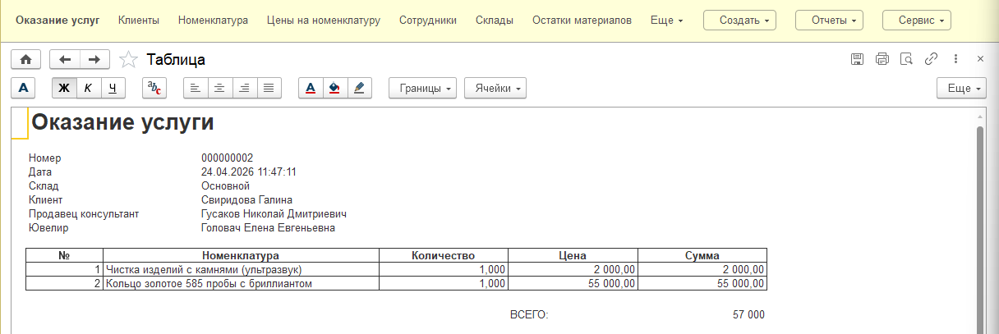 Оказание услуг Клиенты Номенклатура Цены на номенклатуру Сотрудники Склады Остатки материалов Еще Создать Отчеты Сервис
Таблица
А Ж К Ч abc А Границы Ячейки Еще
Оказание услуги
Номер 000000002
Дата 24.04.2026 11:47:11
Склад Основной
Клиент Свиридова Галина
Продавец консультант Гусаков Николай Дмитриевич
Ювелир Головач Елена Евгеньевна
№ Номенклатура Количество Цена Сумма
1 Чистка изделий с камнями (ультразвук) 1,000 2 000,00 2 000,00
2 Кольцо золотое 585 пробы с бриллиантом 1,000 55 000,00 55 000,00
ВСЕГО: 57 000